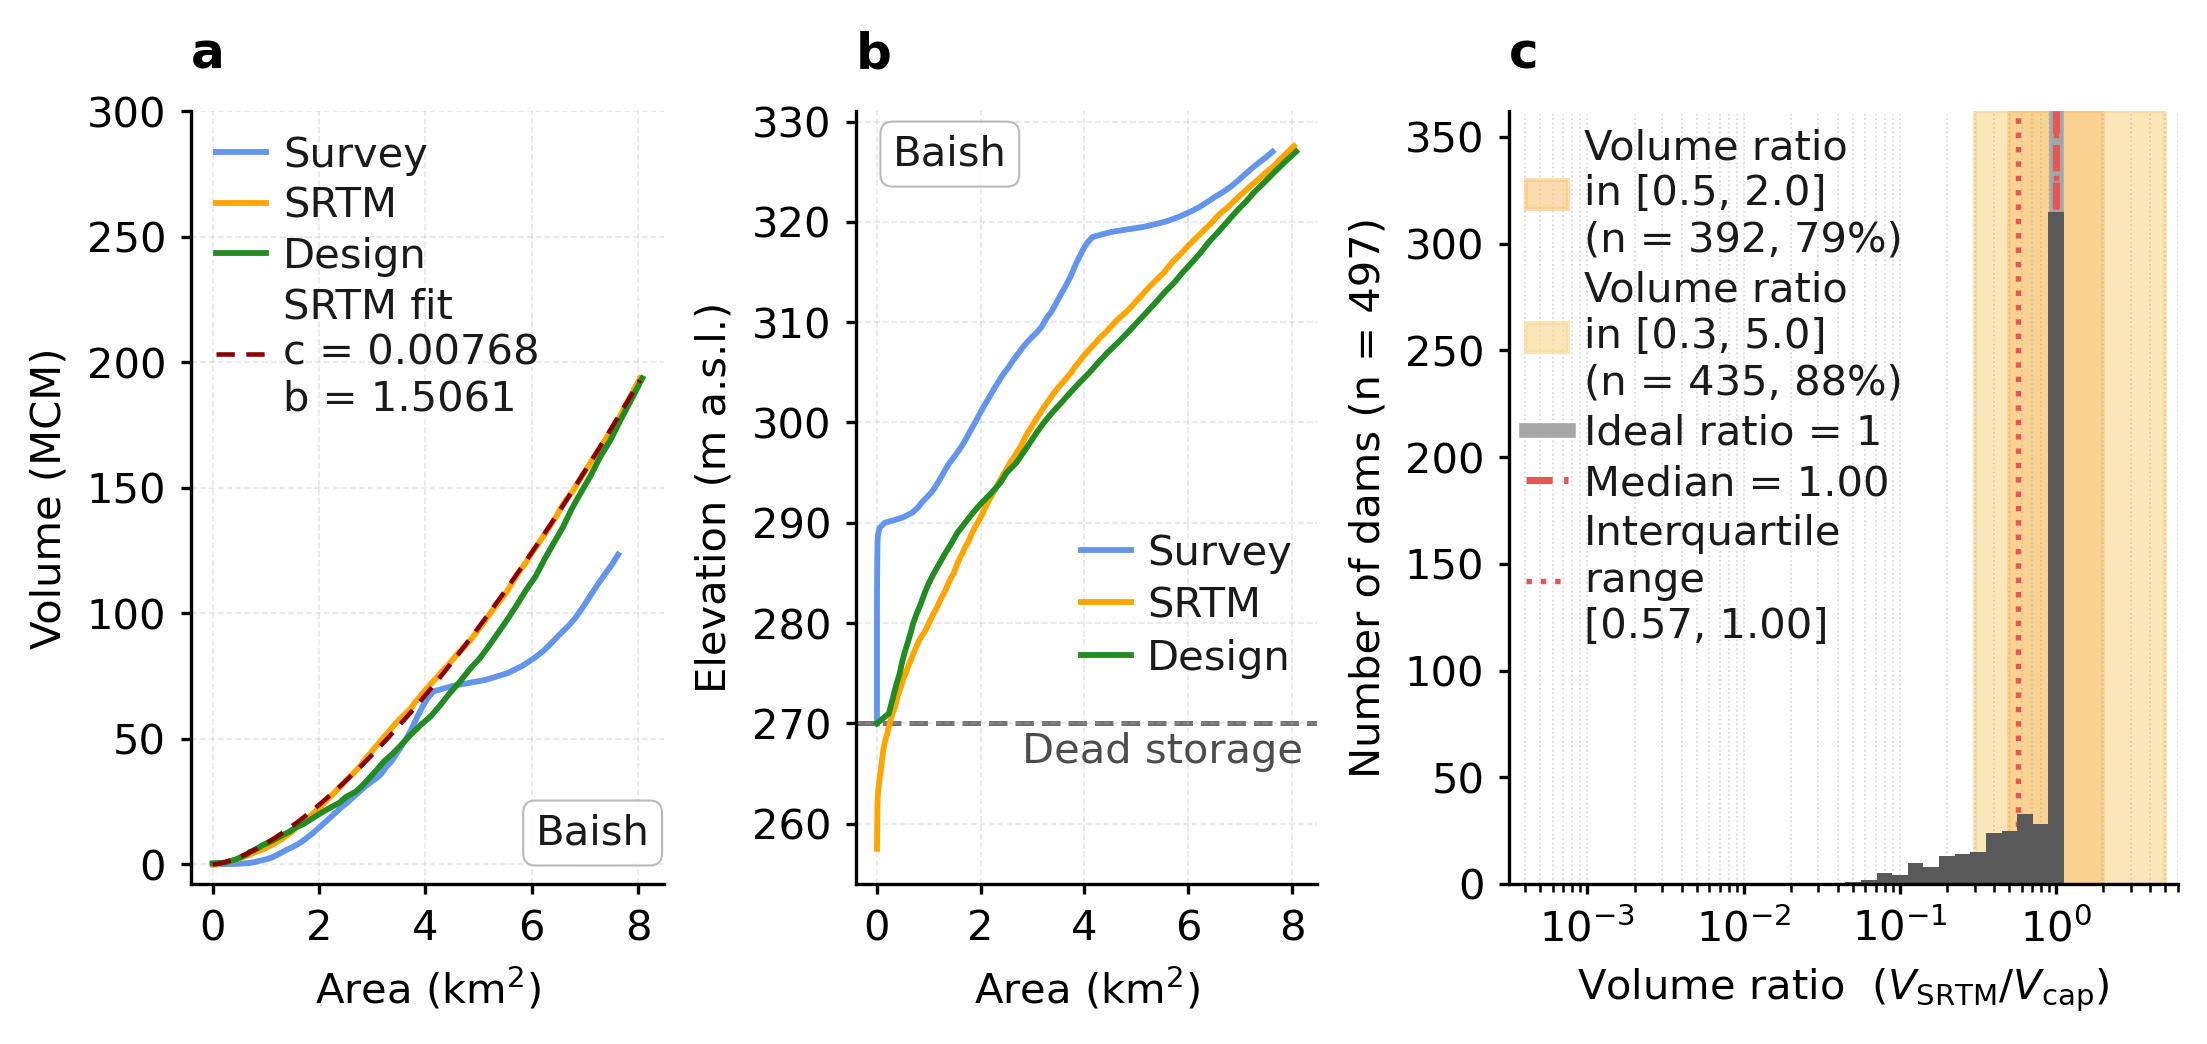 a
300
250
200
150
100
50
0
Volume (MCM)
Survey
SRTM
Design
SRTM fit
c = 0.00768
b = 1.5061
Baish
0 2 4 6 8
Area (km²)
b
330
320
310
300
290
280
270
260
Elevation (m a.s.l.)
Baish
Survey
SRTM
Design
Dead storage
0 2 4 6 8
Area (km²)
c
350
300
250
200
150
100
50
0
Number of dams (n = 497)
Volume ratio
in [0.5, 2.0]
(n = 392, 79%)
Volume ratio
in [0.3, 5.0]
(n = 435, 88%)
Ideal ratio = 1
Median = 1.00
Interquartile
range
[0.57, 1.00]
10⁻³ 10⁻² 10⁻¹ 10⁰
Volume ratio (V_SRTM/V_cap)